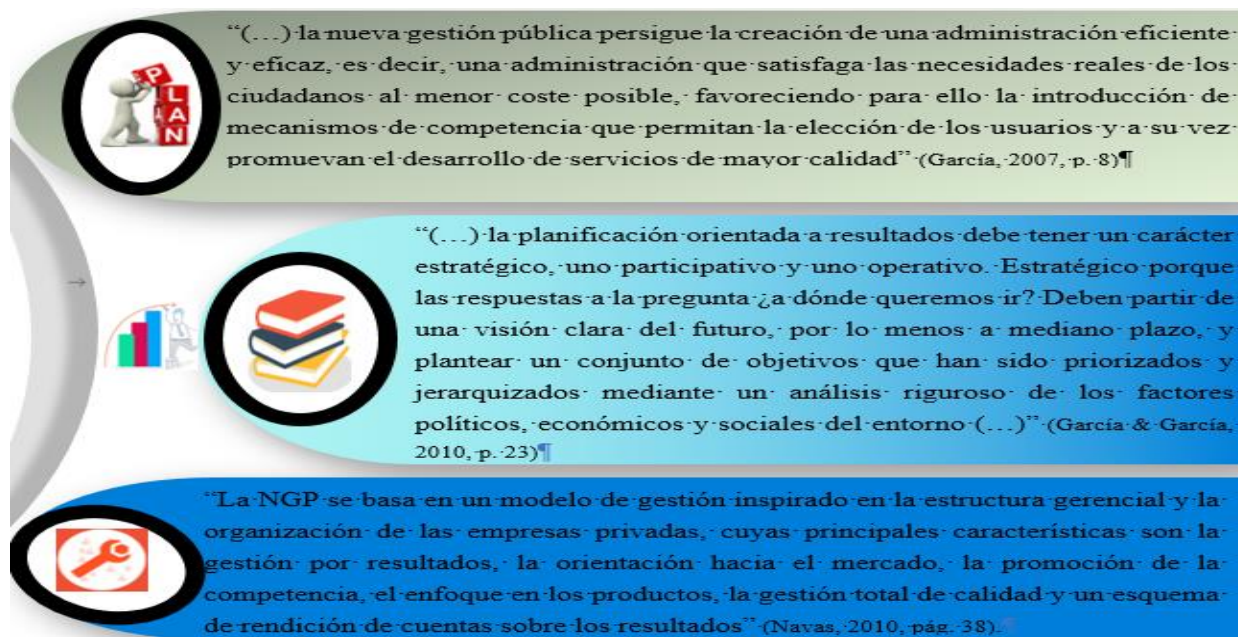 PLAN
“(…) la nueva gestión pública persigue la creación de una administración eficiente
y eficaz, es decir, una administración que satisfaga las necesidades reales de los
ciudadanos al menor coste posible, favoreciendo para ello la introducción de
mecanismos de competencia que permitan la elección de los usuarios y a su vez
promuevan el desarrollo de servicios de mayor calidad” (García, 2007, p. 8)¶
“(…) la planificación orientada a resultados debe tener un carácter
estratégico, uno participativo y uno operativo. Estratégico porque
las respuestas a la pregunta ¿a dónde queremos ir? Deben partir de
una visión clara del futuro, por lo menos a mediano plazo, y
plantear un conjunto de objetivos que han sido priorizados y
jerarquizados mediante un análisis riguroso de los factores
políticos, económicos y sociales del entorno (…)” (García & García,
2010, p. 23)¶
“La NGP se basa en un modelo de gestión inspirado en la estructura gerencial y la
organización de las empresas privadas, cuyas principales características son la
gestión por resultados, la orientación hacia el mercado, la promoción de la
competencia, el enfoque en los productos, la gestión total de calidad y un esquema
de rendición de cuentas sobre los resultados” (Navas, 2010, pág. 38).¶